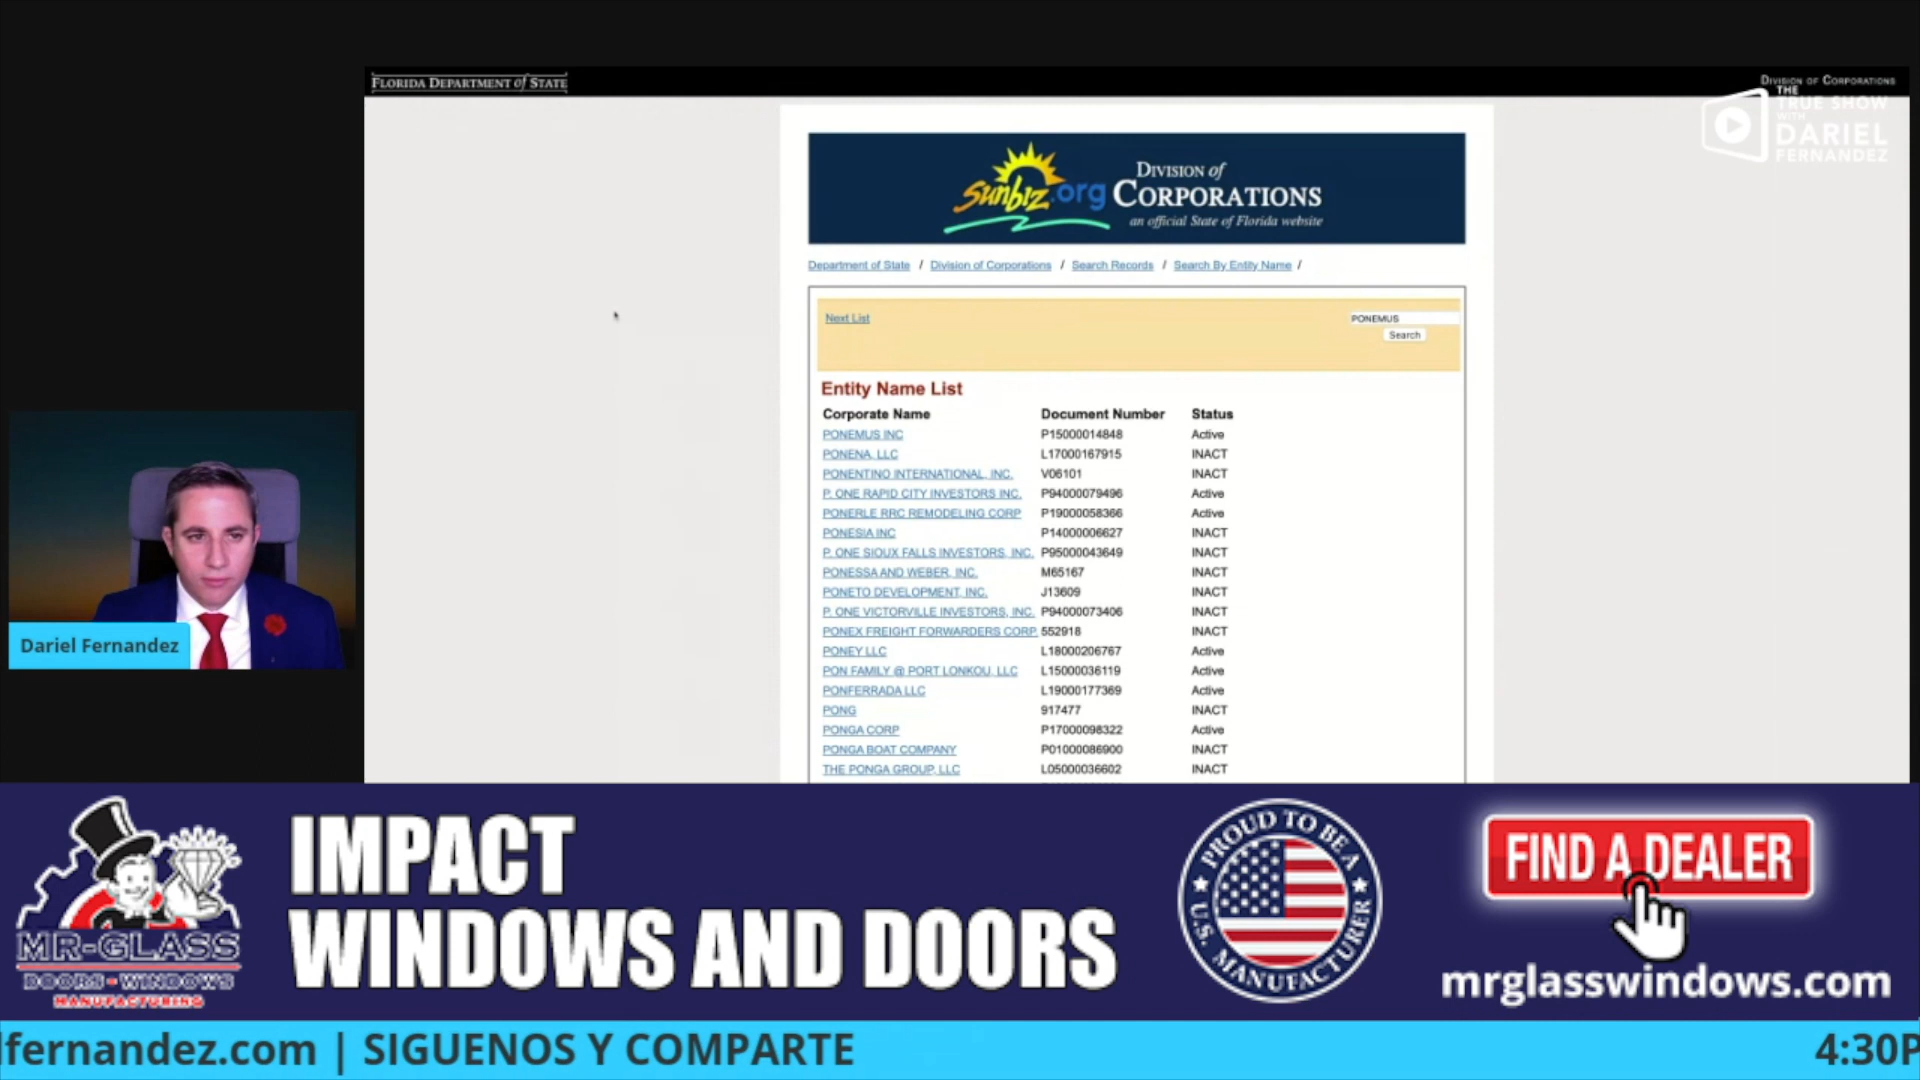 FLORIDA DEPARTMENT of STATE
DIVISION OF CORPORATIONS
THE
TRUE SHOW
WITH
DARIEL
FERNANDEZ
sunbiz.org
DIVISION of
CORPORATIONS
an official State of Florida website
Department of State / Division of Corporations / Search Records / Search By Entity Name /
Next List
PONEMUS
Search
Entity Name List
Corporate Name Document Number Status
PONEMUS INC P15000014848 Active
PONENA, LLC L17000167915 INACT
PONENTINO INTERNATIONAL, INC. V06101 INACT
P. ONE RAPID CITY INVESTORS INC. P94000079496 Active
PONERLE RRC REMODELING CORP P19000058366 Active
PONESIA INC P14000006627 INACT
P. ONE SIOUX FALLS INVESTORS, INC. P95000043649 INACT
PONESSA AND WEBER, INC. M65167 INACT
PONETO DEVELOPMENT, INC. J13609 INACT
P. ONE VICTORVILLE INVESTORS, INC. P94000073406 INACT
PONEX FREIGHT FORWARDERS CORP. 552918 INACT
PONEY LLC L18000206767 Active
PON FAMILY @ PORT LONKOU, LLC L15000036119 Active
PONFERRADA LLC L19000177369 Active
PONG 917477 INACT
PONGA CORP P17000098322 Active
PONGA BOAT COMPANY P01000086900 INACT
THE PONGA GROUP, LLC L05000036602 INACT
Dariel Fernandez
MR-GLASS
DOORS - WINDOWS
MANUFACTURING
IMPACT
WINDOWS AND DOORS
PROUD TO BE A
U.S. MANUFACTURER
FIND A DEALER
mrglasswindows.com
lfernandez.com | SIGUENOS Y COMPARTE
4:30P